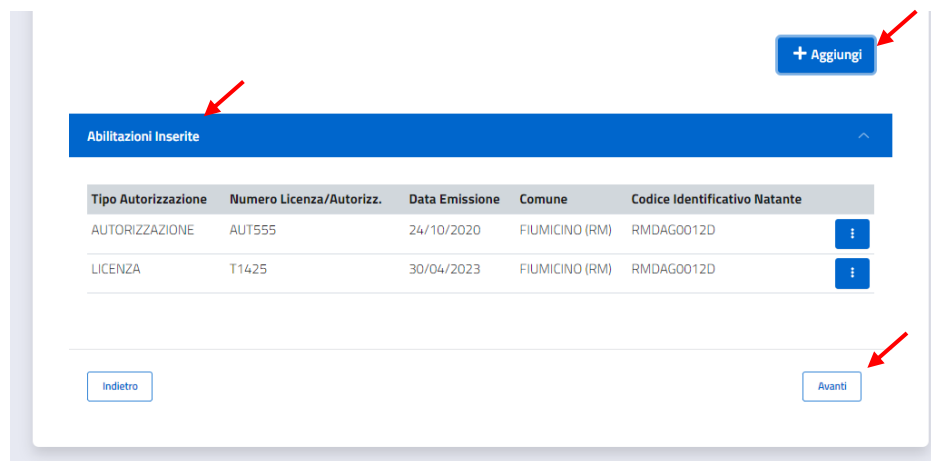 + Aggiungi
Abilitazioni Inserite
Tipo Autorizzazione Numero Licenza/Autorizz. Data Emissione Comune Codice Identificativo Natante
AUTORIZZAZIONE AUT555 24/10/2020 FIUMICINO (RM) RMDAG0012D
LICENZA T1425 30/04/2023 FIUMICINO (RM) RMDAG0012D
Indietro Avanti